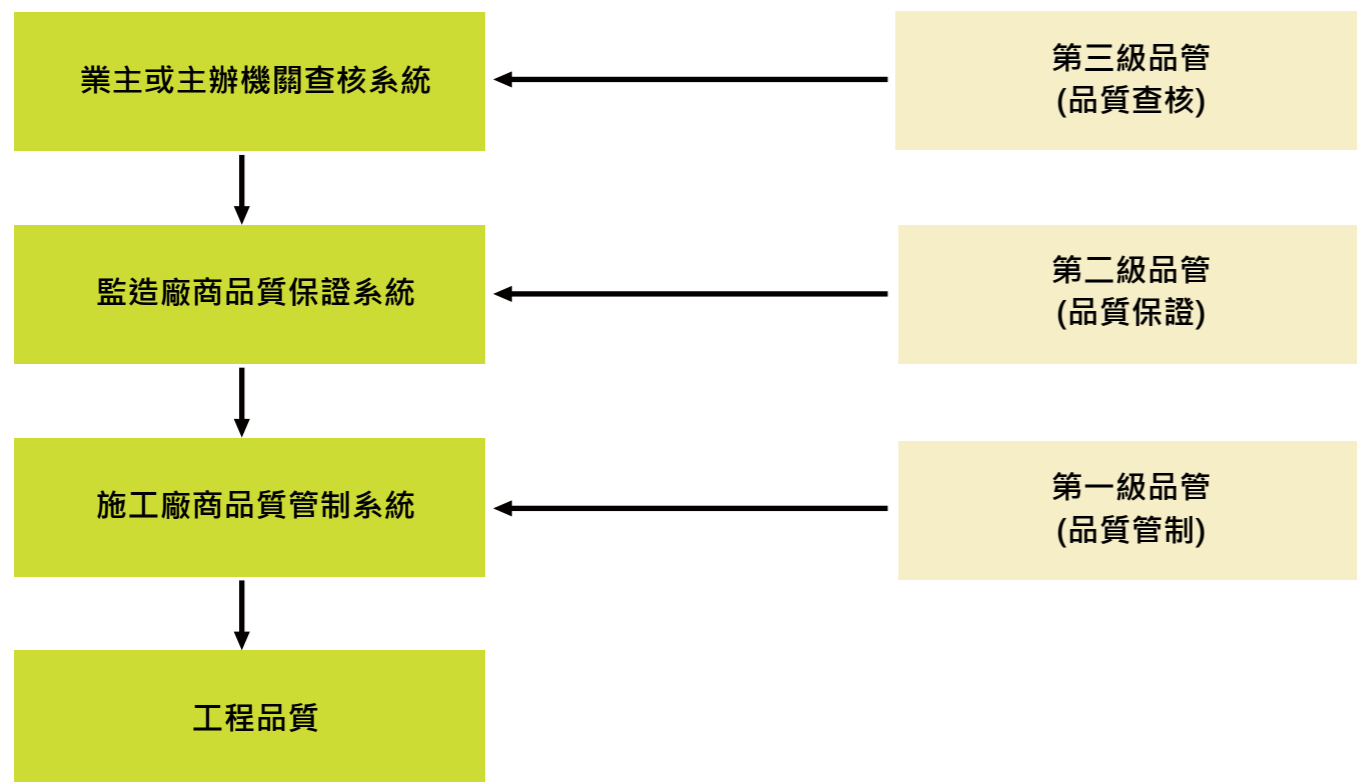 業主或主辦機關查核系統
第三級品管
(品質查核)
監造廠商品質保證系統
第二級品管
(品質保證)
施工廠商品質管制系統
第一級品管
(品質管制)
工程品質